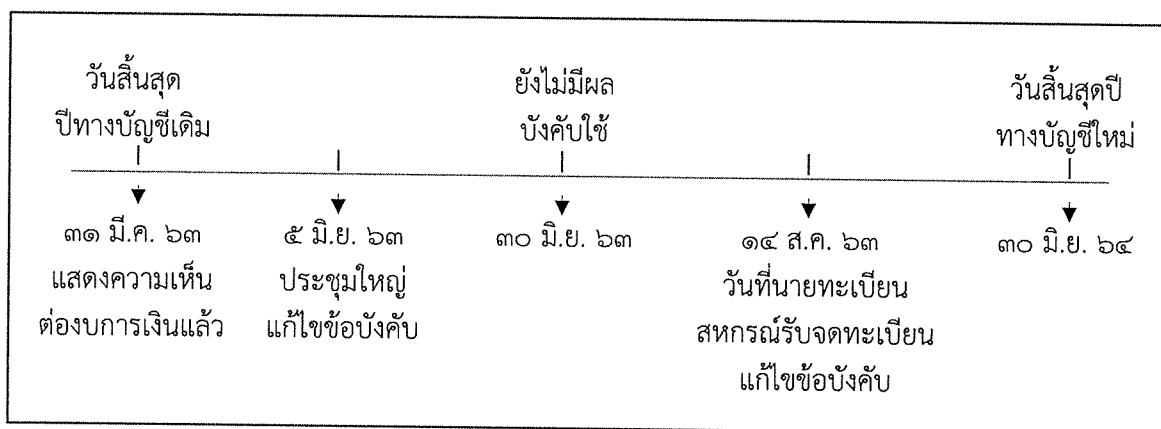 วันสิ้นสุด
ปีทางบัญชีเดิม
ยังไม่มีผล
บังคับใช้
วันสิ้นสุดปี
ทางบัญชีใหม่
๓๑ มี.ค. ๖๓
แสดงความเห็น
ต่องบการเงินแล้ว
๕ มิ.ย. ๖๓
ประชุมใหญ่
แก้ไขข้อบังคับ
๓๐ มิ.ย. ๖๓
๑๔ ส.ค. ๖๓
วันที่นายทะเบียน
สหกรณ์รับจดทะเบียน
แก้ไขข้อบังคับ
๓๐ มิ.ย. ๖๔